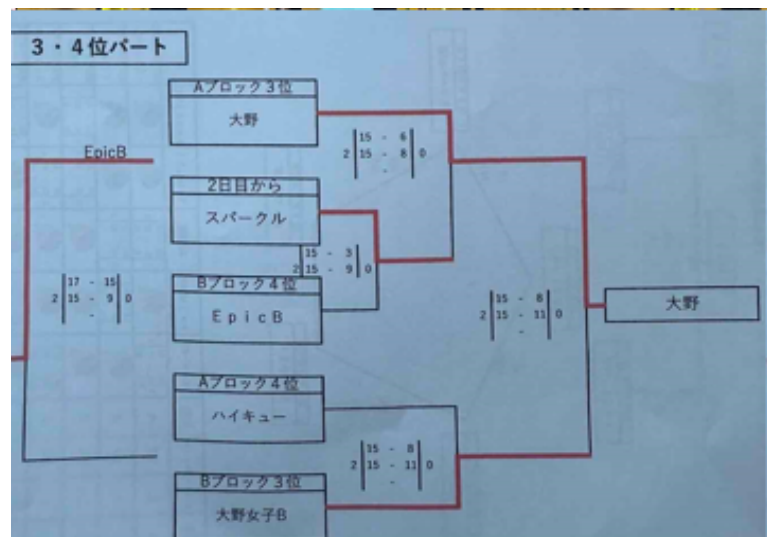 3・4位パート
Aブロック3位
大野
15 - 6
2 15 - 8 0
-
EpicB
2日目から
スパークル
15 - 3
2 15 - 9 0
Bブロック4位
EpicB
17 - 15
2 15 - 9 0
-
15 - 8
2 15 - 11 0
-
大野
Aブロック4位
ハイキュー
15 - 8
2 15 - 11 0
-
Bブロック3位
大野女子B